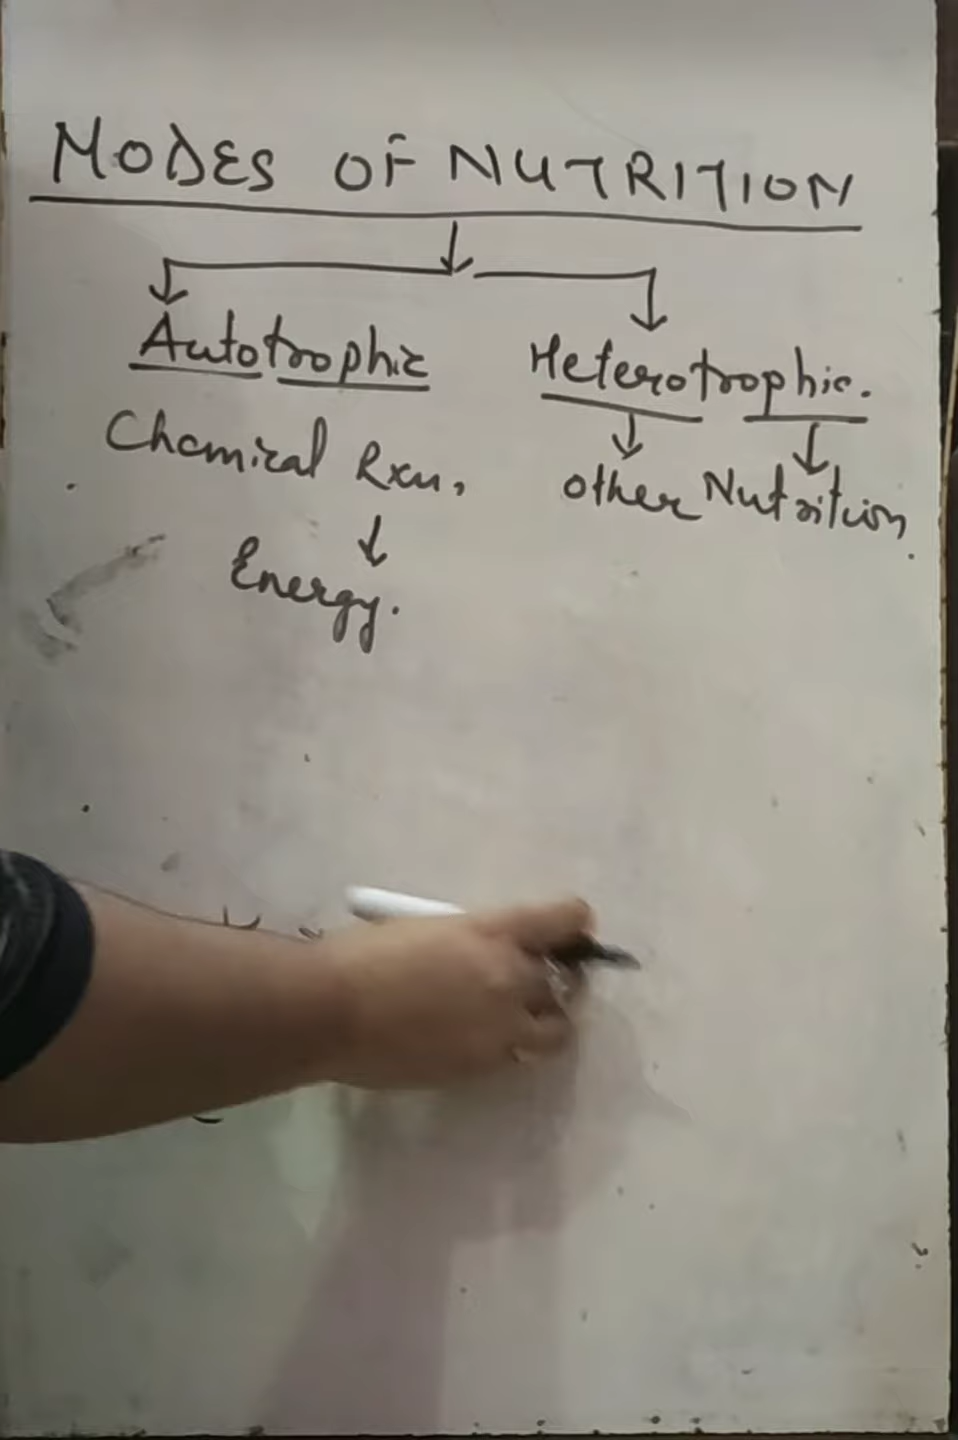 MODES OF NUTRITION
Autotrophic
Heterotrophic.
Chemical Rxn,
other Nutrition
Energy.